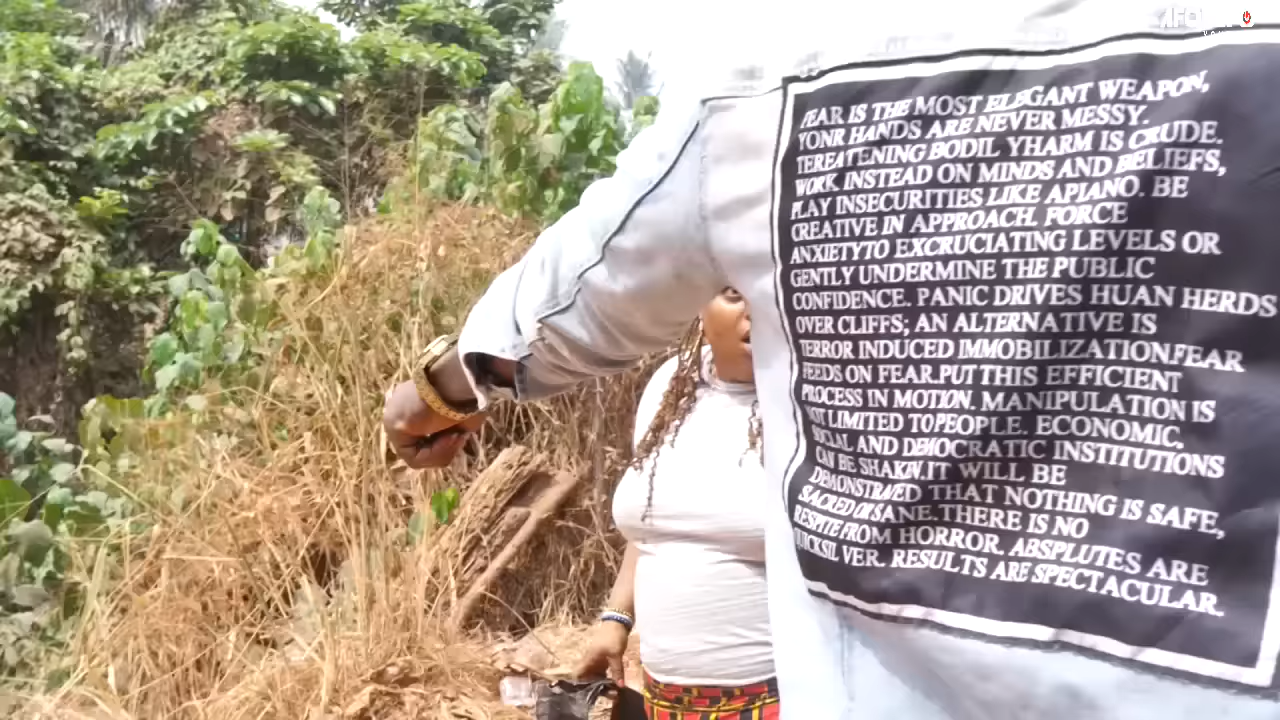 FEAR IS THE MOST ELEGANT WEAPON,
YONR HANDS ARE NEVER MESSY.
TEREATENING BODIL YHARM IS CRUDE.
WORK INSTEAD ON MINDS AND BELIEFS,
PLAY INSECURITIES LIKE APIANO. BE
CREATIVE IN APPROACH. FORCE
ANXIETYTO EXCRUCIATING LEVELS OR
GENTLY UNDERMINE THE PUBLIC
CONFIDENCE. PANIC DRIVES HUAN HERDS
OVER CLIFFS; AN ALTERNATIVE IS
TERROR INDUCED IMMOBILIZATION.FEAR
FEEDS ON FEAR.PUT THIS EFFICIENT
PROCESS IN MOTION. MANIPULATION IS
NOT LIMITED TOPEOPLE. ECONOMIC,
SOCIAL AND DEMOCRATIC INSTITUTIONS
CAN BE SHAKEN.IT WILL BE
DEMONSTRATED THAT NOTHING IS SAFE,
SACRED OR SANE.THERE IS NO
RESPITE FROM HORROR. ABSPLUTES ARE
QUICKSIL VER. RESULTS ARE SPECTACULAR.